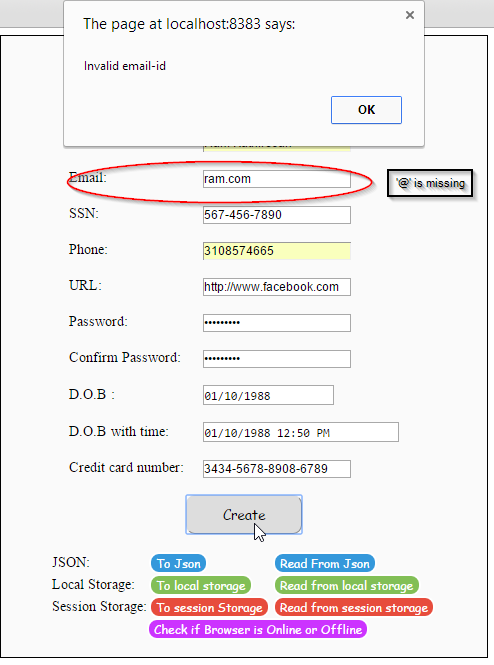 The page at localhost:8383 says:
Invalid email-id
OK
Email: ram.com '@' is missing
SSN: 567-456-7890
Phone: 3108574665
URL: http://www.facebook.com
Password: •••••••••
Confirm Password: •••••••••
D.O.B : 01/10/1988
D.O.B with time: 01/10/1988 12:50 PM
Credit card number: 3434-5678-8908-6789
Create
JSON: To Json Read From Json
Local Storage: To local storage Read from local storage
Session Storage: To session Storage Read from session storage
Check if Browser is Online or Offline